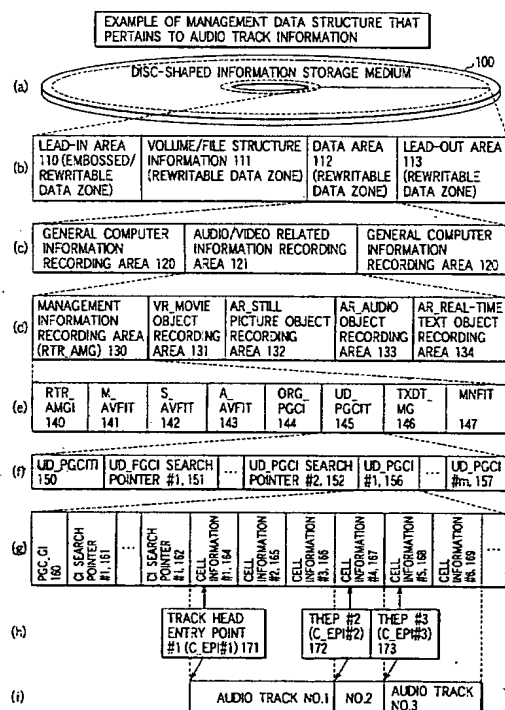 EXAMPLE OF MANAGEMENT DATA STRUCTURE THAT
PERTAINS TO AUDIO TRACK INFORMATION
100
DISC-SHAPED INFORMATION STORAGE MEDIUM
(a)
(b)
LEAD-IN AREA
110 (EMBOSSED/
REWRITABLE
DATA ZONE)
VOLUME/FILE STRUCTURE
INFORMATION 111
(REWRITABLE DATA ZONE)
DATA AREA
112
(REWRITABLE
DATA ZONE)
LEAD-OUT AREA
113
(REWRITABLE
DATA ZONE)
(c)
GENERAL COMPUTER
INFORMATION
RECORDING AREA 120
AUDIO/VIDEO RELATED
INFORMATION RECORDING
AREA 121
GENERAL COMPUTER
INFORMATION
RECORDING AREA 120
(d)
MANAGEMENT
INFORMATION
RECORDING AREA
(RTR_AMG) 130
VR_MOVIE
OBJECT
RECORDING
AREA 131
AR_STILL
PICTURE OBJECT
RECORDING
AREA 132
AR_AUDIO
OBJECT
RECORDING
AREA 133
AR_REAL-TIME
TEXT OBJECT
RECORDING
AREA 134
(e)
RTR_
AMGI
140
M_
AVFIT
141
S_
AVFIT
142
A_
AVFIT
143
ORG_
PGCI
144
UD_
PGCIT
145
TXDT_
MG
146
MNFIT
147
(f)
UD_PGCITI
150
UD_PGCI SEARCH
POINTER #1, 151
...
UD_PGCI SEARCH
POINTER #2, 152
UD_PGCI
#1, 156
...
UD_PGCI
#m, 157
(g)
PGC_GI
160
CI SEARCH
POINTER
#1, 161
...
CI SEARCH
POINTER
#i, 162
CELL
INFORMATION
#1, 164
CELL
INFORMATION
#2, 165
CELL
INFORMATION
#3, 166
CELL
INFORMATION
#4, 167
CELL
INFORMATION
#5, 168
CELL
INFORMATION
#6, 169
...
(h)
TRACK HEAD
ENTRY POINT
#1 (C_EPI#1) 171
THEP #2
(C_EPI#2)
172
THEP #3
(C_EPI#3)
173
(i)
AUDIO TRACK NO.1
NO.2
AUDIO TRACK
NO.3